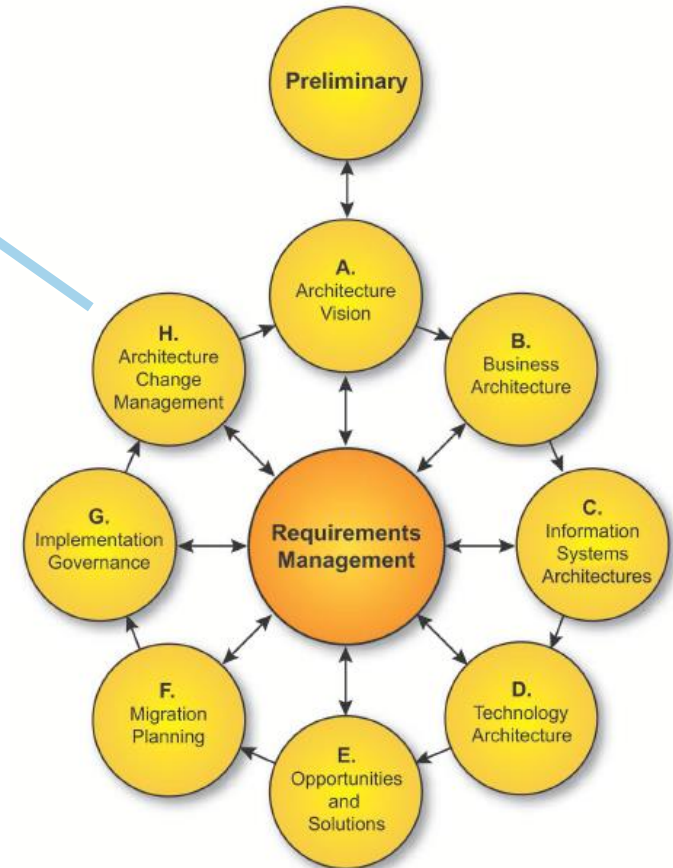 Preliminary
A.
Architecture
Vision
B.
Business
Architecture
C.
Information
Systems
Architectures
D.
Technology
Architecture
E.
Opportunities
and
Solutions
F.
Migration
Planning
G.
Implementation
Governance
H.
Architecture
Change
Management
Requirements
Management